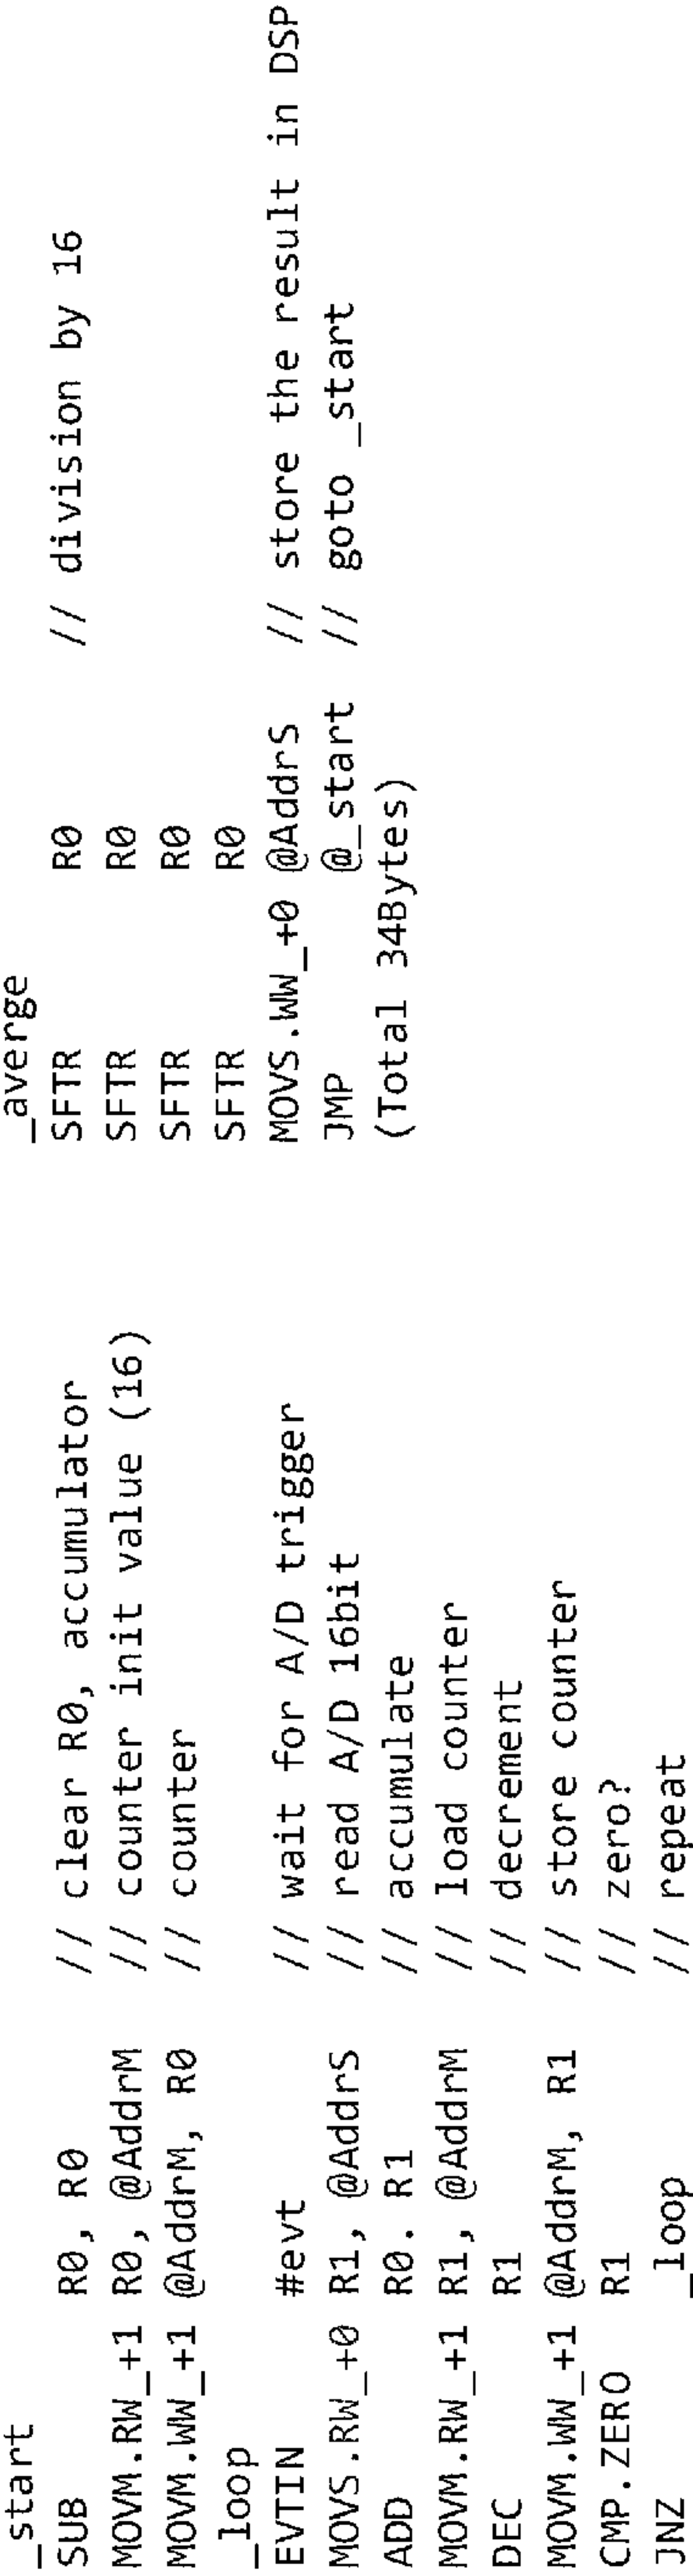 _start
SUB R0, R0 // clear R0, accumulator
MOVM.RW_+1 R0, @AddrM // counter init value (16)
MOVM.WW_+1 @AddrM, R0 // counter
_loop
EVTIN #evt // wait for A/D trigger
MOVS.RW_+0 R1, @AddrS // read A/D 16bit
ADD R0. R1 // accumulate
MOVM.RW_+1 R1, @AddrM // load counter
DEC R1 // decrement
MOVM.WW_+1 @AddrM, R1 // store counter
CMP.ZERO R1 // zero?
JNZ _loop // repeat
_averge
SFTR R0 // division by 16
SFTR R0
SFTR R0
SFTR R0
MOVS.WW_+0 @AddrS // store the result in DSP
JMP @_start // goto _start
(Total 34Bytes)